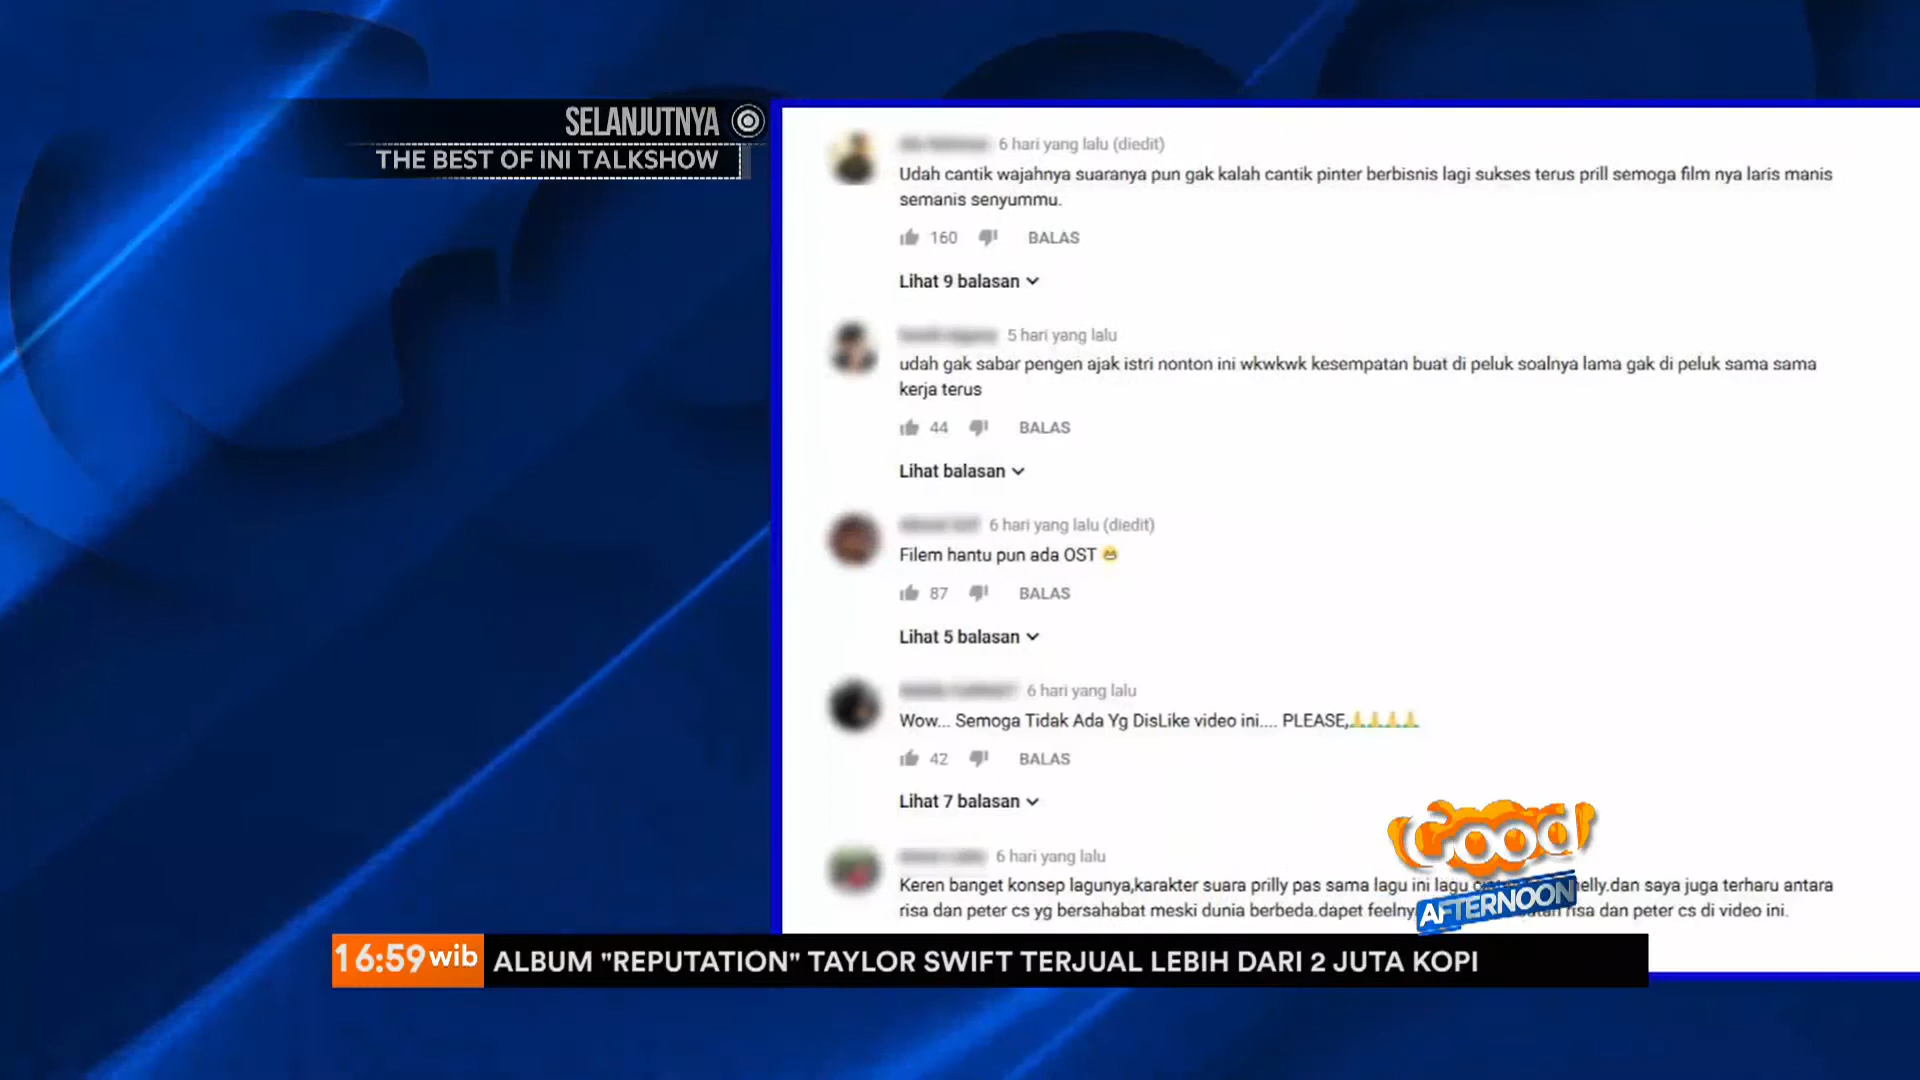 SELANJUTNYA
THE BEST OF INI TALKSHOW
6 hari yang lalu (diedit)
Udah cantik wajahnya suaranya pun gak kalah cantik pinter berbisnis lagi sukses terus prill semoga film nya laris manis
semanis senyummu.
160 BALAS
Lihat 9 balasan
5 hari yang lalu
udah gak sabar pengen ajak istri nonton ini wkwkwk kesempatan buat di peluk soalnya lama gak di peluk sama sama
kerja terus
44 BALAS
Lihat balasan
6 hari yang lalu (diedit)
Filem hantu pun ada OST 😁
87 BALAS
Lihat 5 balasan
6 hari yang lalu
Wow... Semoga Tidak Ada Yg DisLike video ini.... PLEASE,🙏🙏🙏🙏
42 BALAS
Lihat 7 balasan
6 hari yang lalu
Keren banget konsep lagunya,karakter suara prilly pas sama lagu ini lagu nelly.dan saya juga terharu antara
risa dan peter cs yg bersahabat meski dunia berbeda.dapet risa dan peter cs di video ini.
Good
AFTERNOON
16:59 wib ALBUM "REPUTATION" TAYLOR SWIFT TERJUAL LEBIH DARI 2 JUTA KOPI